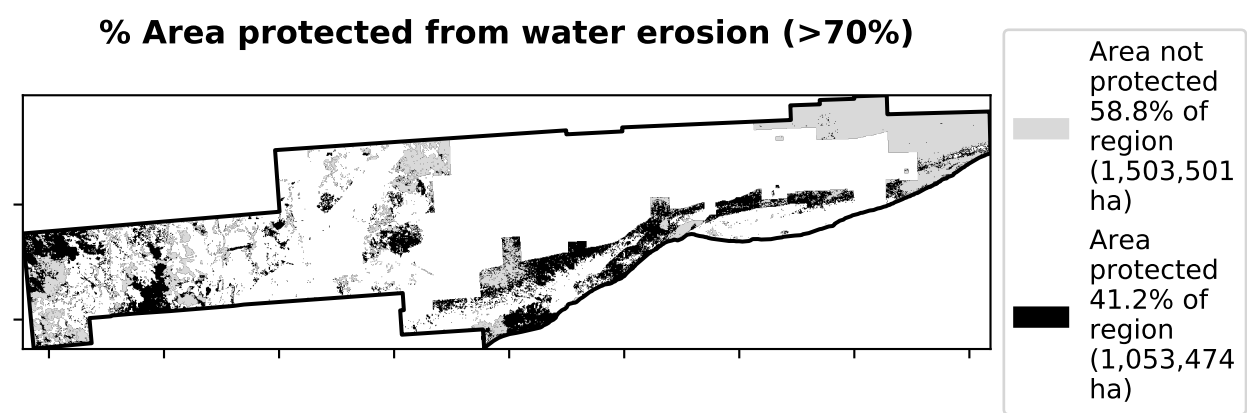 % Area protected from water erosion (>70%)
Area not
protected
58.8% of
region
(1,503,501
ha)
Area
protected
41.2% of
region
(1,053,474
ha)